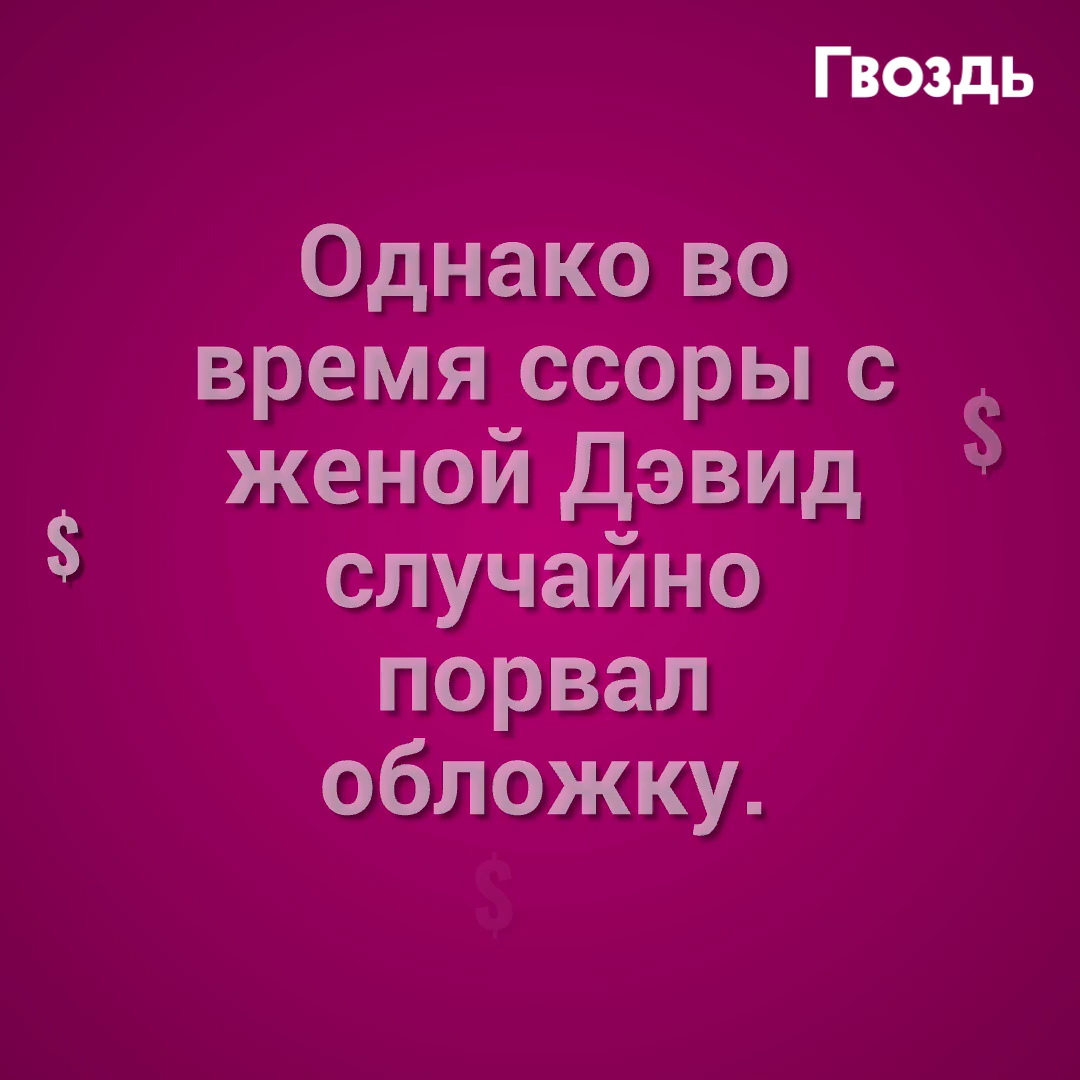 Гвоздь
Однако во
время ссоры с
женой Дэвид
случайно
порвал
обложку.
$
$
$